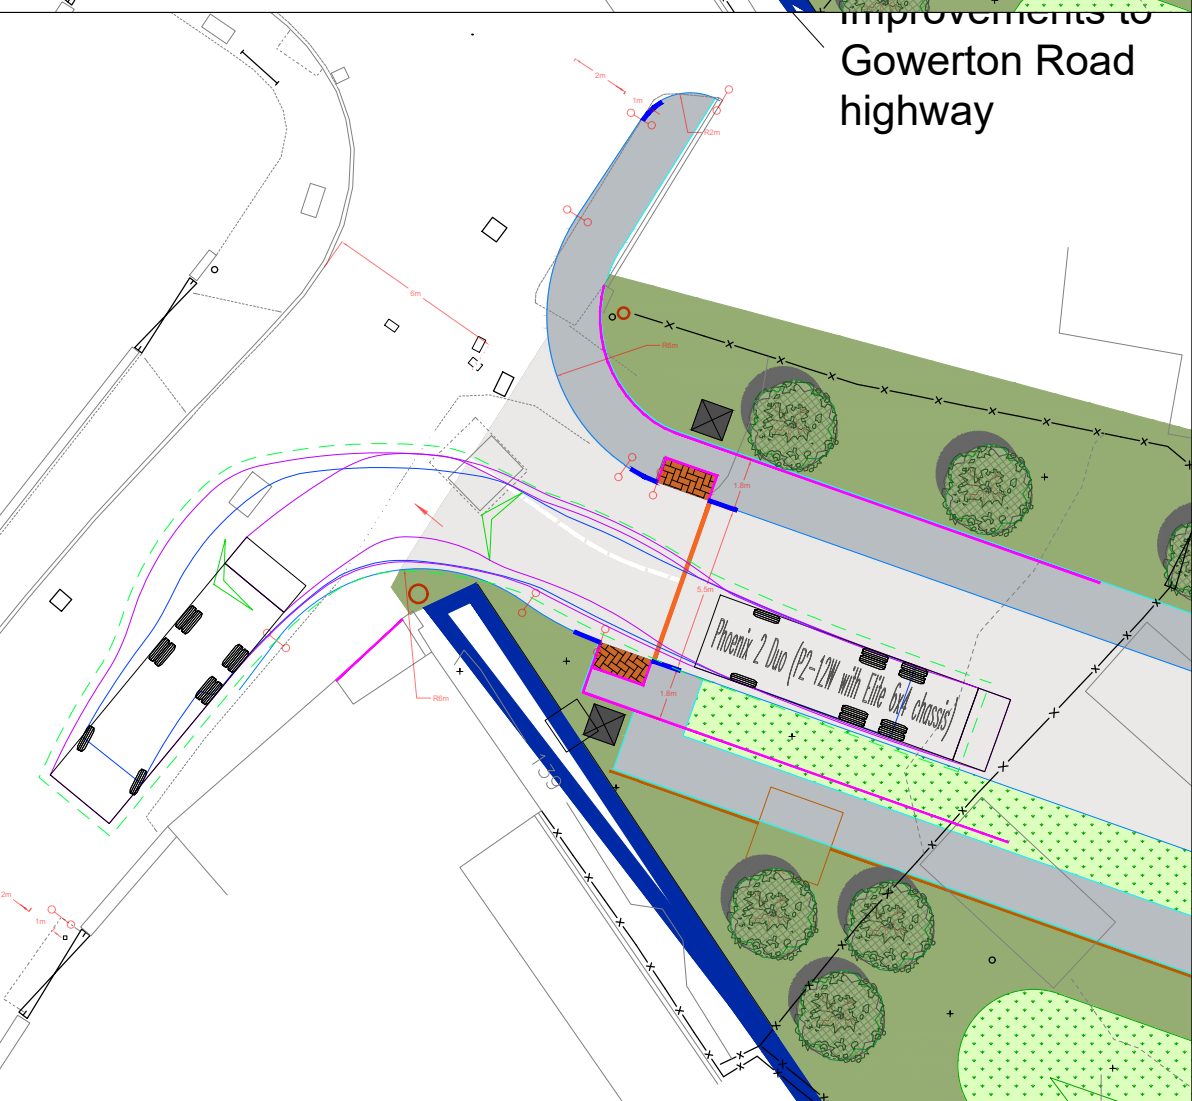 Improvements to
Gowerton Road
highway
2m
1m
R2m
6m
R6m
1.8m
5.5m
Phoenix 2 Duo (P2-12W with Elite 6x4 chassis)
1.8m
R6m
139
2m
1m